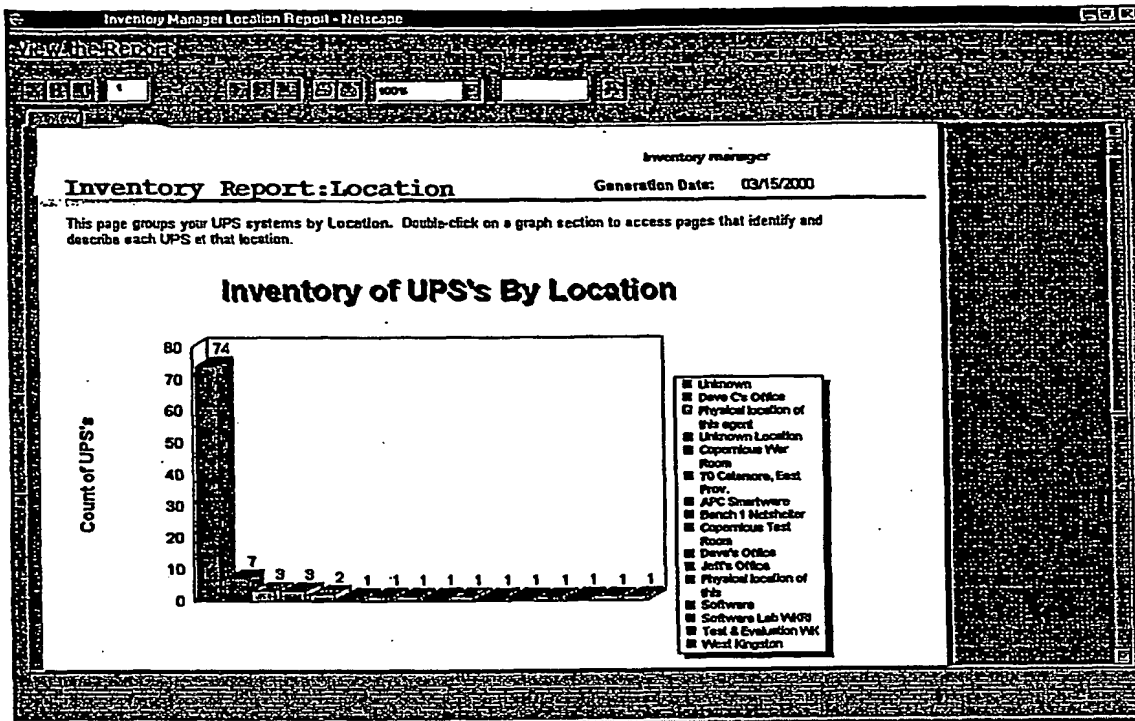 Inventory Manager Location Report - Netscape
View the Report
1
100%
Preview
Inventory manager
Inventory Report:Location
Generation Date: 03/15/2000
This page groups your UPS systems by Location. Double-click on a graph section to access pages that identify and
describe each UPS at that location.
Inventory of UPS's By Location
Count of UPS's
80
70
60
50
40
30
20
10
0
74
7
3
3
2
1
1
1
1
1
1
1
1
1
1
1
Unknown
Dave C's Office
Physical location of
this agent
Unknown Location
Copernicus War
Room
70 Catamore, East
Prov.
APC Smartware
Bench 1
Copernicus Test
Room
Dave's Office
Jeff's Office
Physical location of
this
Software
Software Lab WKRI
Test & Evaluation WK
West Kingston